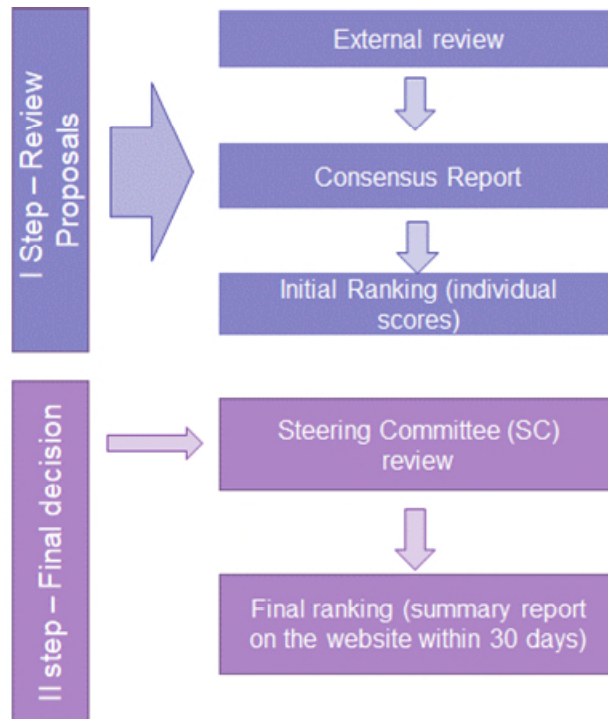 I Step – Review
Proposals
External review
Consensus Report
Initial Ranking (individual
scores)
II step – Final decision
Steering Committee (SC)
review
Final ranking (summary report
on the website within 30 days)